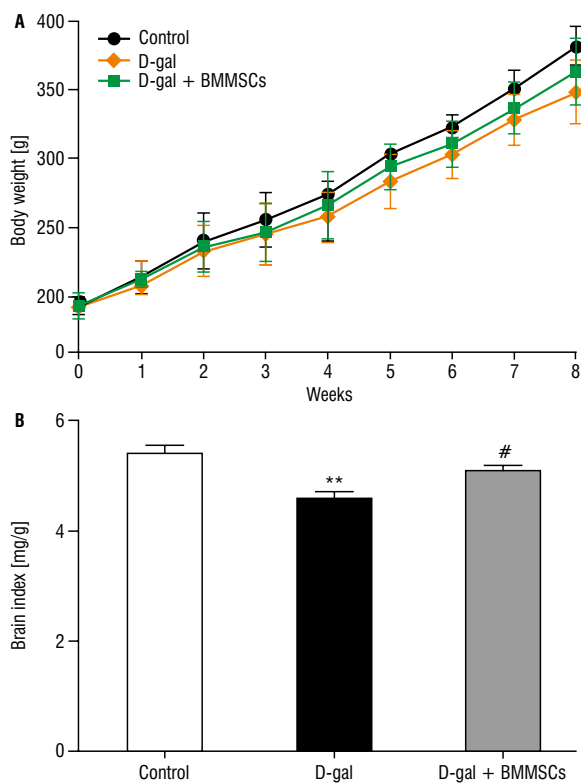 A
400
350
300
250
200
0
Body weight [g]
Control
D-gal
D-gal + BMMSCs
0 1 2 3 4 5 6 7 8
Weeks
B
6
4
2
0
Brain index [mg/g]
**
#
Control D-gal D-gal + BMMSCs